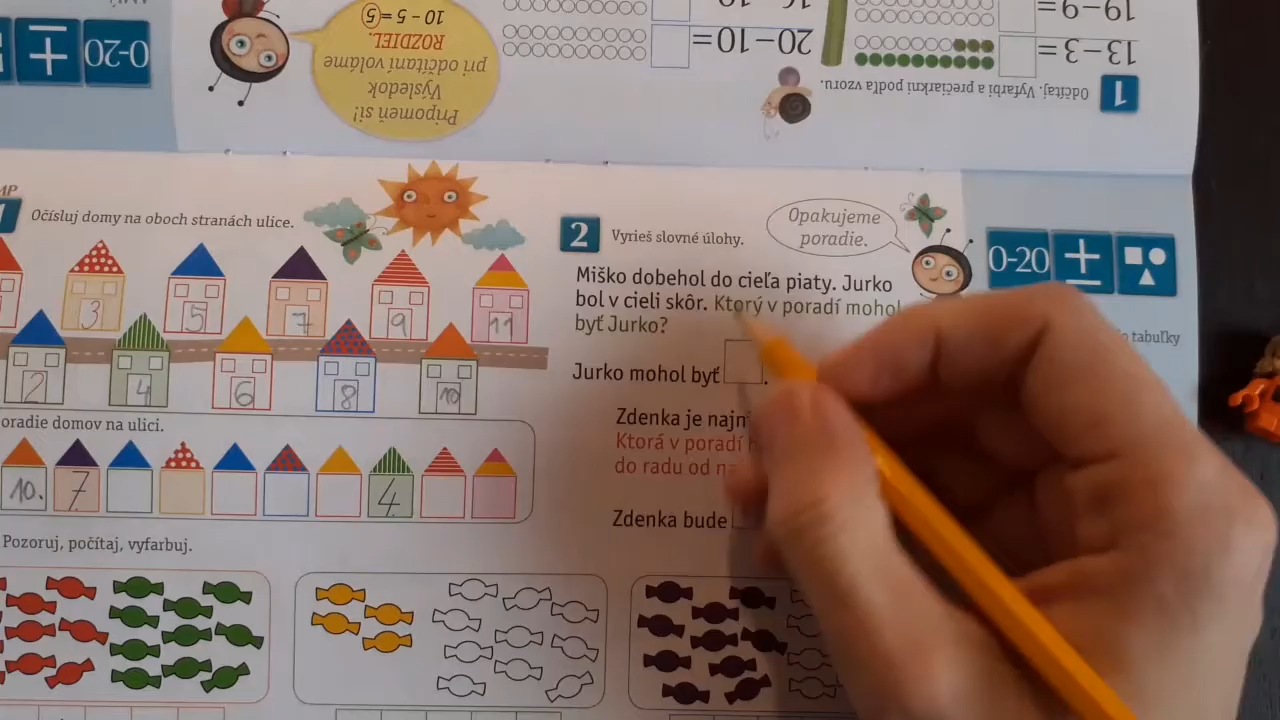 1 Odčítaj. Vyfarbi a prečiarkni podľa vzoru.
13-3=
19-9=
20-10=
Pripomeň si!
Výsledok
pri odčítaní voláme
ROZDIEL.
10-5=5
0-20
Očísluj domy na oboch stranách ulice.
3 5 7 9 11
2 4 6 8 10
oradie domov na ulici.
10. 7. 4.
Pozoruj, počítaj, vyfarbuj.
2 Vyrieš slovné úlohy.
Opakujeme
poradie.
0-20
Miško dobehol do cieľa piaty. Jurko
bol v cieli skôr. Ktorý v poradí mohol
byť Jurko?
Jurko mohol byť .
Zdenka je
Ktorá v poradí
do radu od
Zdenka bude
tabuľky